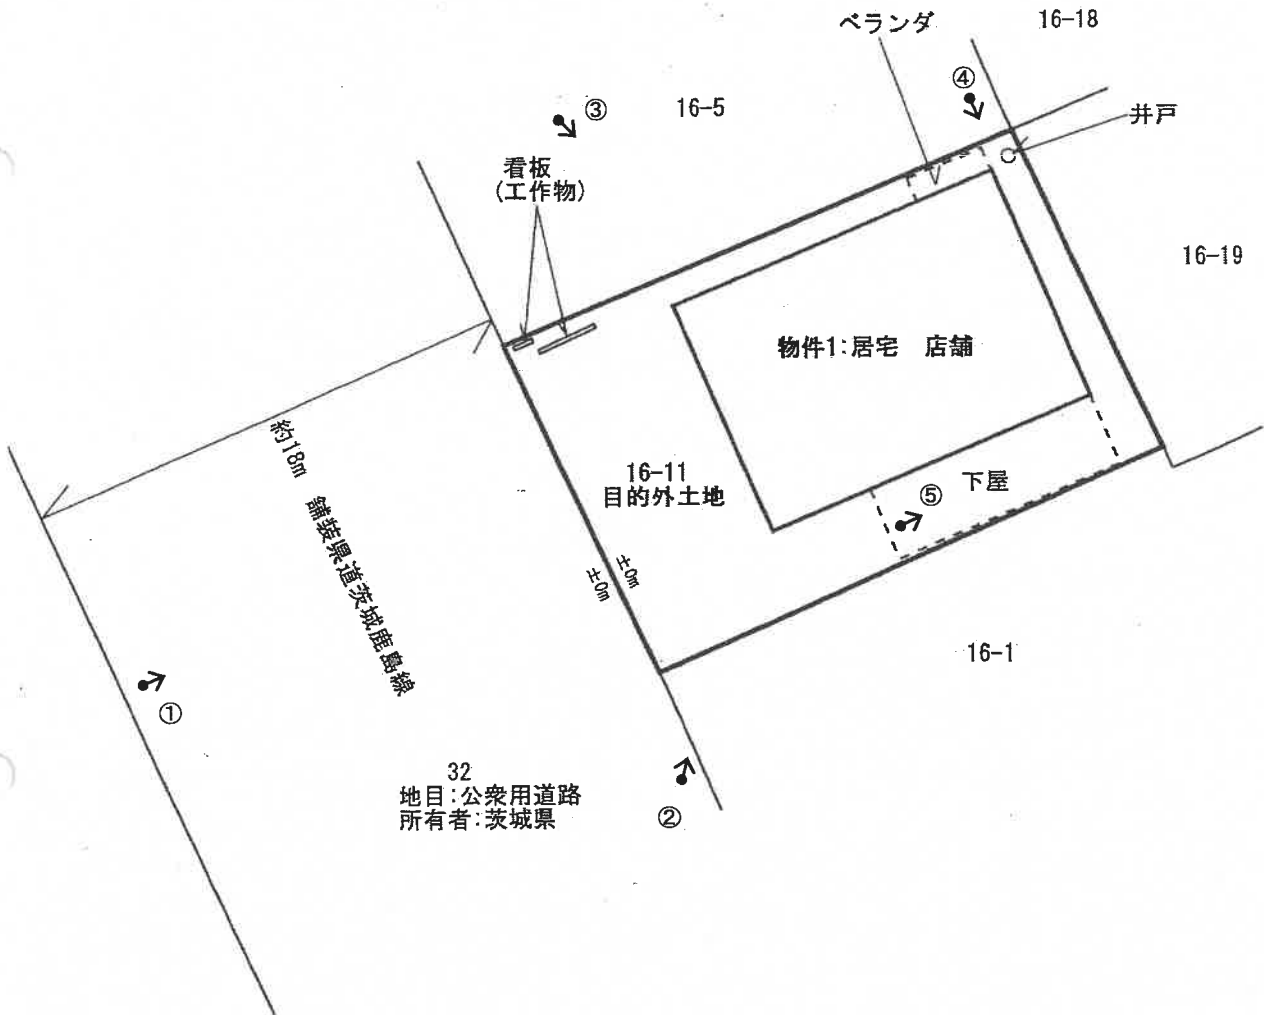 ベランダ
16-18
④
③
16-5
井戸
看板
(工作物)
16-19
物件1:居宅　店舗
約18m　舗装県道茨城鹿島線
16-11
目的外土地
下屋
⑤
±0m
±0m
16-1
①
32
地目:公衆用道路
所有者:茨城県
②